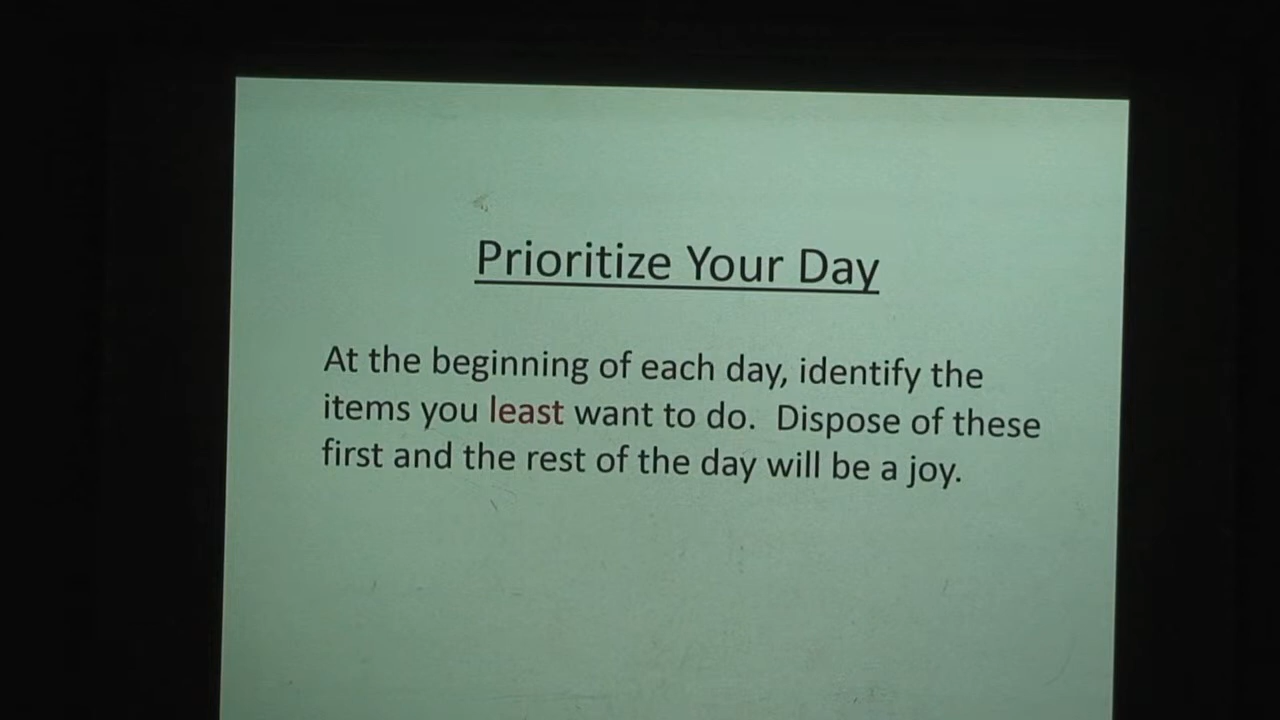 Prioritize Your Day
At the beginning of each day, identify the
items you least want to do.  Dispose of these
first and the rest of the day will be a joy.